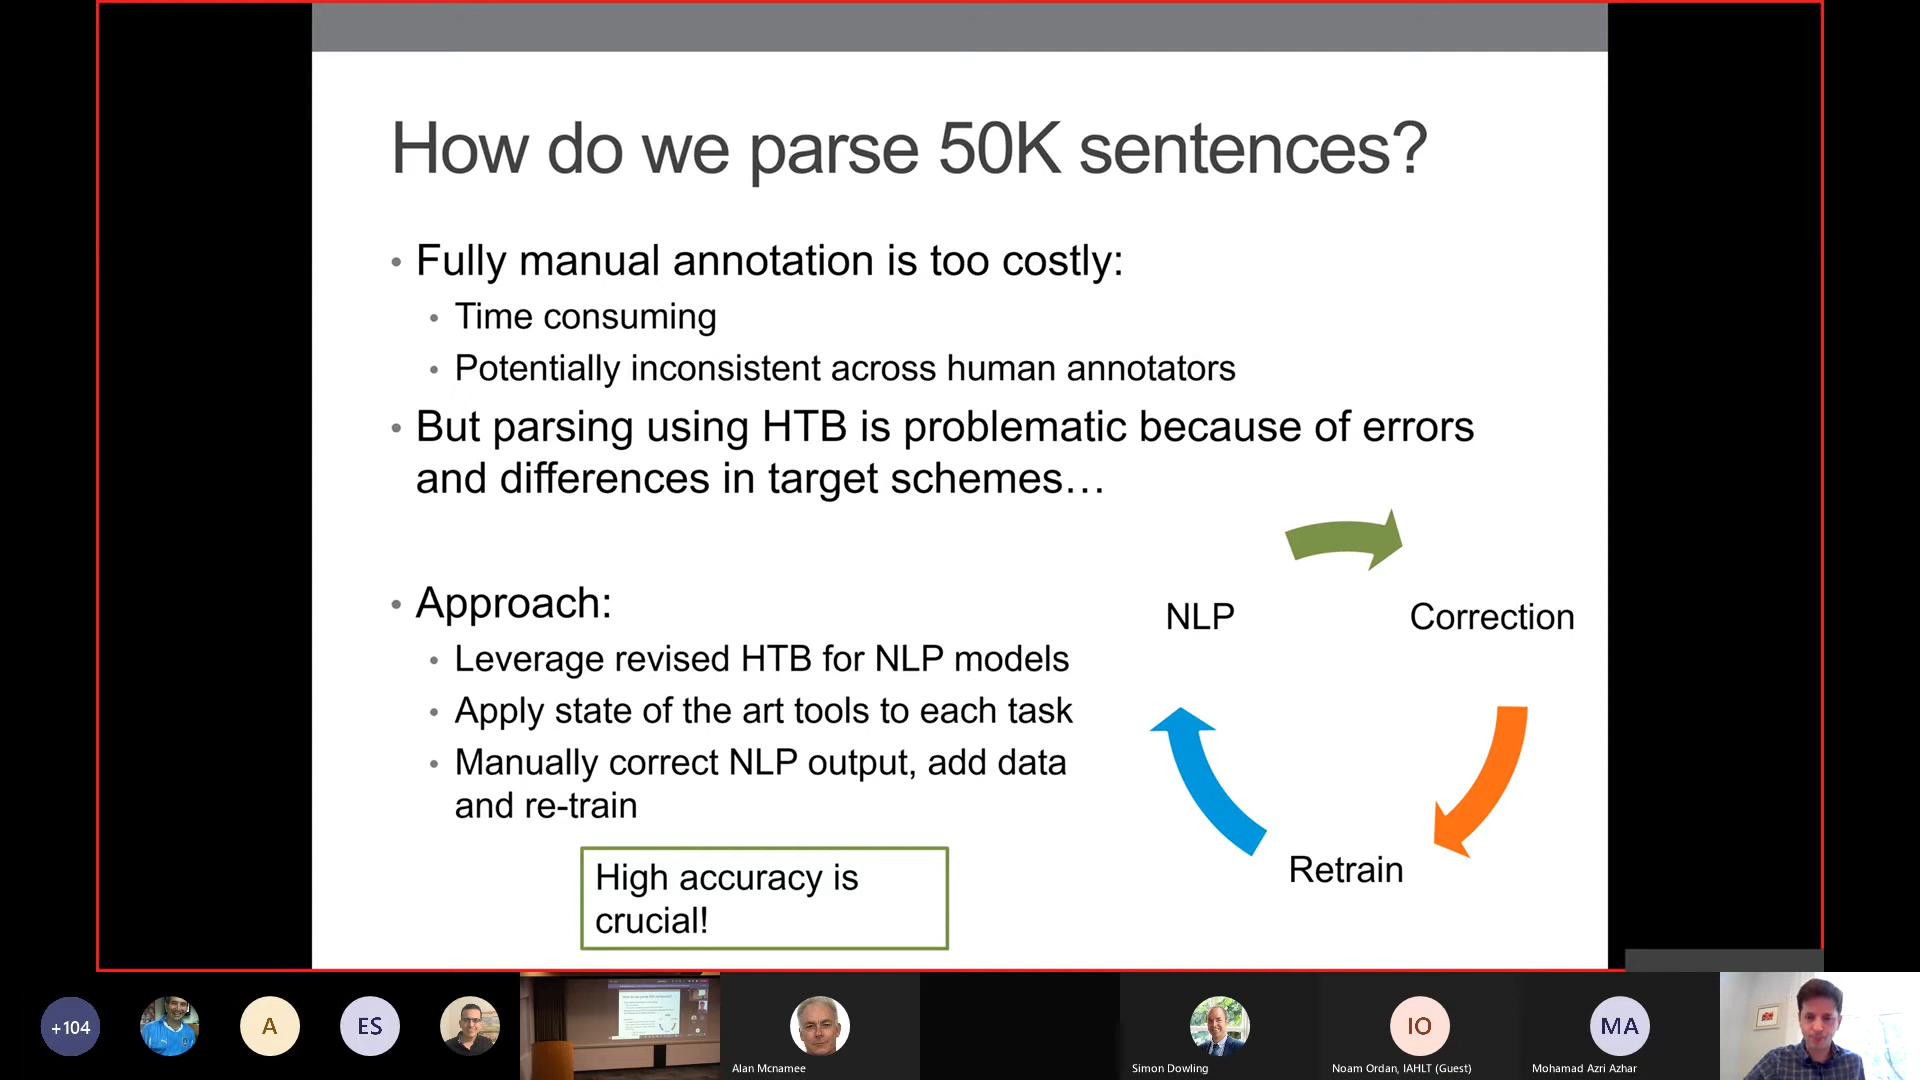 How do we parse 50K sentences?
• Fully manual annotation is too costly:
• Time consuming
• Potentially inconsistent across human annotators
• But parsing using HTB is problematic because of errors
and differences in target schemes…
• Approach:
• Leverage revised HTB for NLP models
• Apply state of the art tools to each task
• Manually correct NLP output, add data
and re-train
High accuracy is
crucial!
NLP
Correction
Retrain
+104
A
ES
Alan Mcnamee
Simon Dowling
IO
Noam Ordan, IAHLT (Guest)
MA
Mohamad Azri Azhar